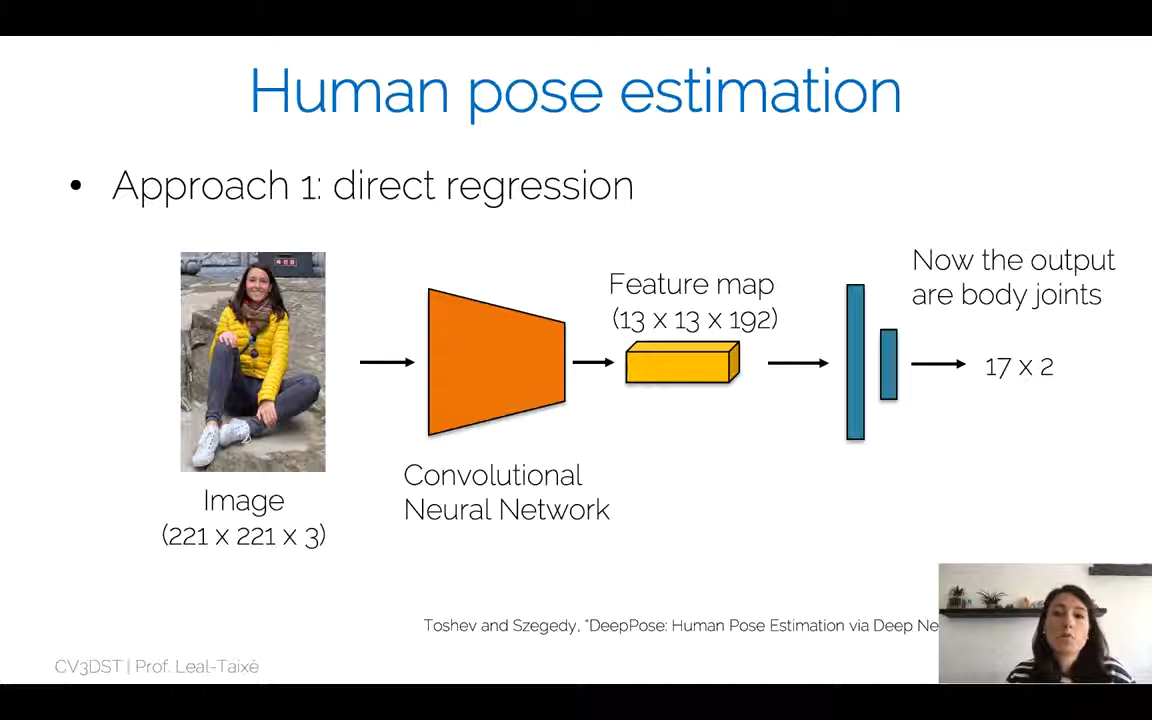 Human pose estimation
• Approach 1: direct regression
Now the output
are body joints
Feature map
(13 x 13 x 192)
17 x 2
Convolutional
Neural Network
Image
(221 x 221 x 3)
Toshev and Szegedy, "DeepPose: Human Pose Estimation via Deep Ne
CV3DST | Prof. Leal-Taixé